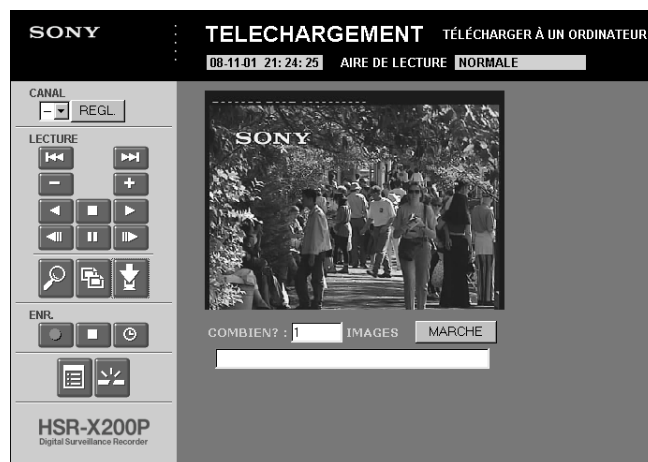 SONY
TELECHARGEMENT TÉLÉCHARGER À UN ORDINATEUR
08-11-01 21: 24: 25 AIRE DE LECTURE NORMALE
CANAL
-- REGL.
LECTURE
SONY
ENR.
COMBIEN? : 1 IMAGES MARCHE
HSR-X200P
Digital Surveillance Recorder